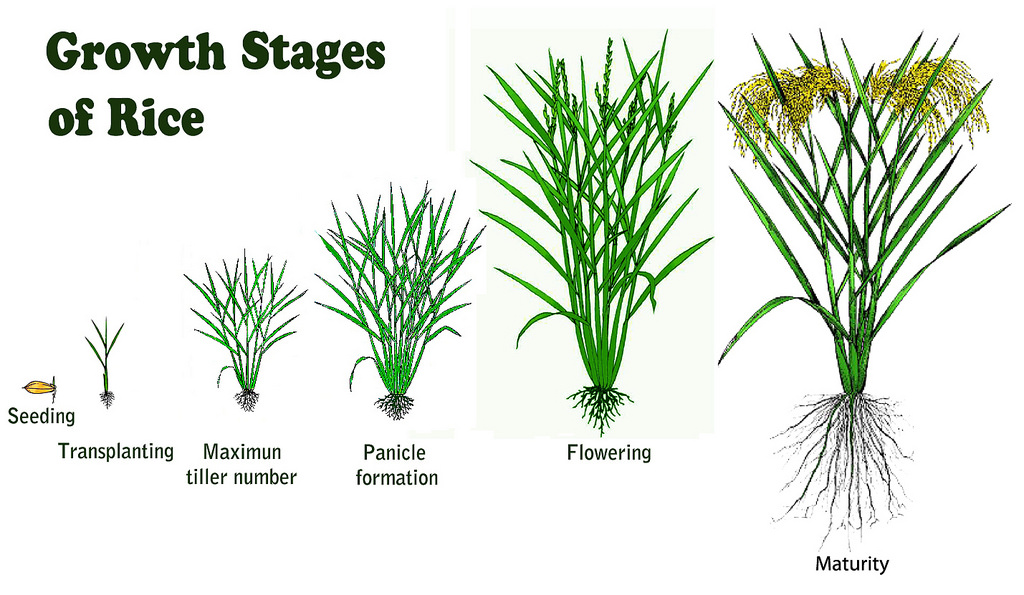 Growth Stages
of Rice
Seeding
Transplanting
Maximun
tiller number
Panicle
formation
Flowering
Maturity